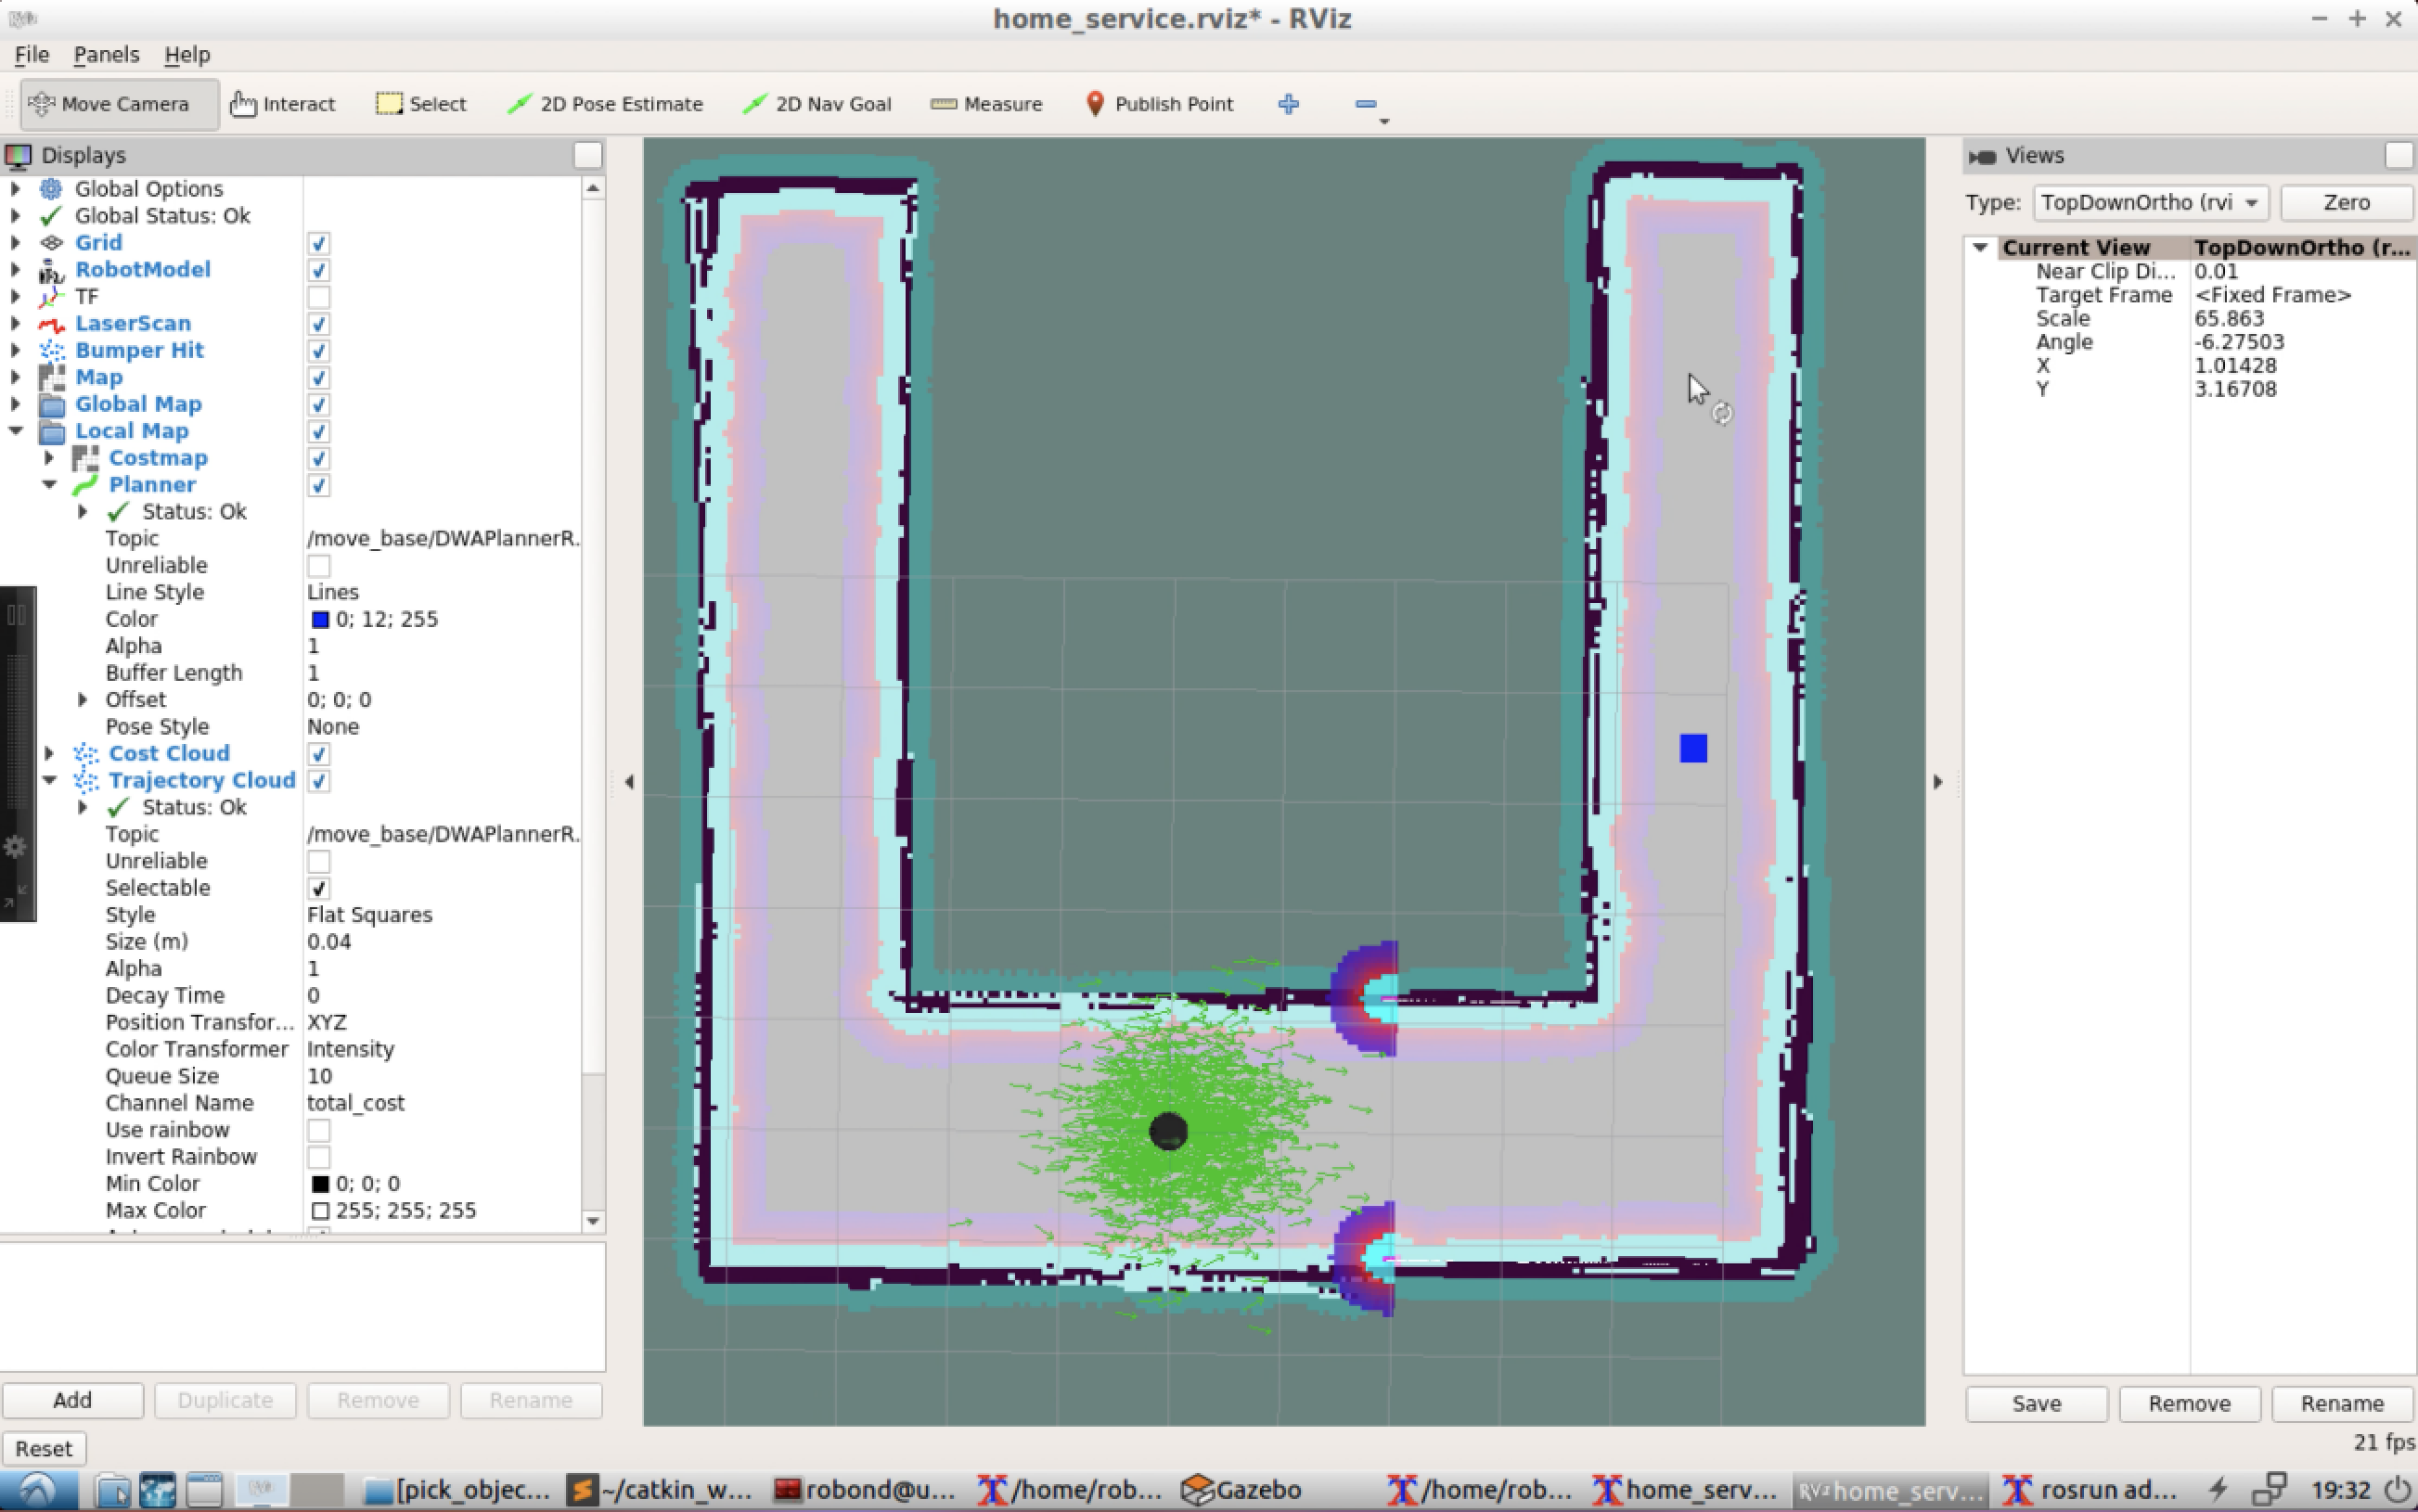 home_service.rviz* - RViz
File Panels Help
Move Camera Interact Select 2D Pose Estimate 2D Nav Goal Measure Publish Point
Displays
Global Options
Global Status: Ok
Grid
RobotModel
TF
LaserScan
Bumper Hit
Map
Global Map
Local Map
Costmap
Planner
Status: Ok
Topic /move_base/DWAPlannerR.
Unreliable
Line Style Lines
Color 0; 12; 255
Alpha 1
Buffer Length 1
Offset 0; 0; 0
Pose Style None
Cost Cloud
Trajectory Cloud
Status: Ok
Topic /move_base/DWAPlannerR.
Unreliable
Selectable
Style Flat Squares
Size (m) 0.04
Alpha 1
Decay Time 0
Position Transfor... XYZ
Color Transformer Intensity
Queue Size 10
Channel Name total_cost
Use rainbow
Invert Rainbow
Min Color 0; 0; 0
Max Color 255; 255; 255
Add Duplicate Remove Rename
Reset
Views
Type: TopDownOrtho (rvi Zero
Current View TopDownOrtho (r...
Near Clip Di... 0.01
Target Frame <Fixed Frame>
Scale 65.863
Angle -6.27503
X 1.01428
Y 3.16708
Save Remove Rename
21 fps
[pick_objec... ~/catkin_w... robond@u... /home/rob... Gazebo /home/rob... home_serv... RViz home_serv... rosrun ad... 19:32